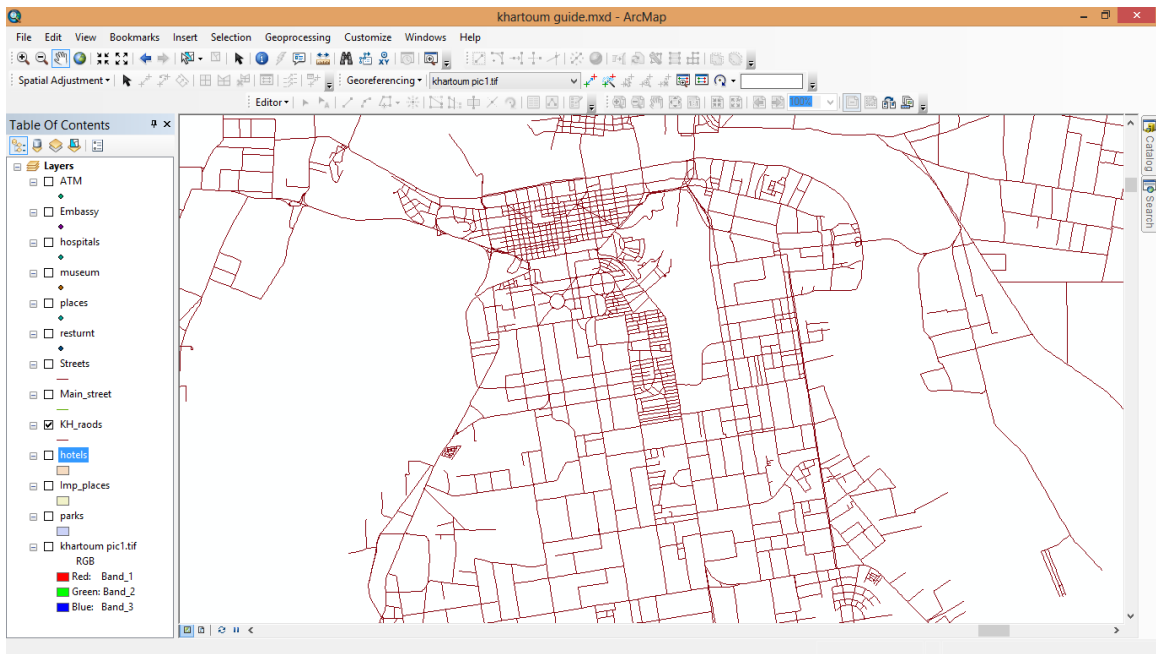 khartoum guide.mxd - ArcMap
File Edit View Bookmarks Insert Selection Geoprocessing Customize Windows Help
Spatial Adjustment Georeferencing khartoum pic1.tif
Editor 100%
Table Of Contents
Layers
ATM
Embassy
hospitals
museum
places
resturnt
Streets
Main_street
KH_raods
hotels
Imp_places
parks
khartoum pic1.tif
RGB
Red: Band_1
Green: Band_2
Blue: Band_3
Catalog
Search